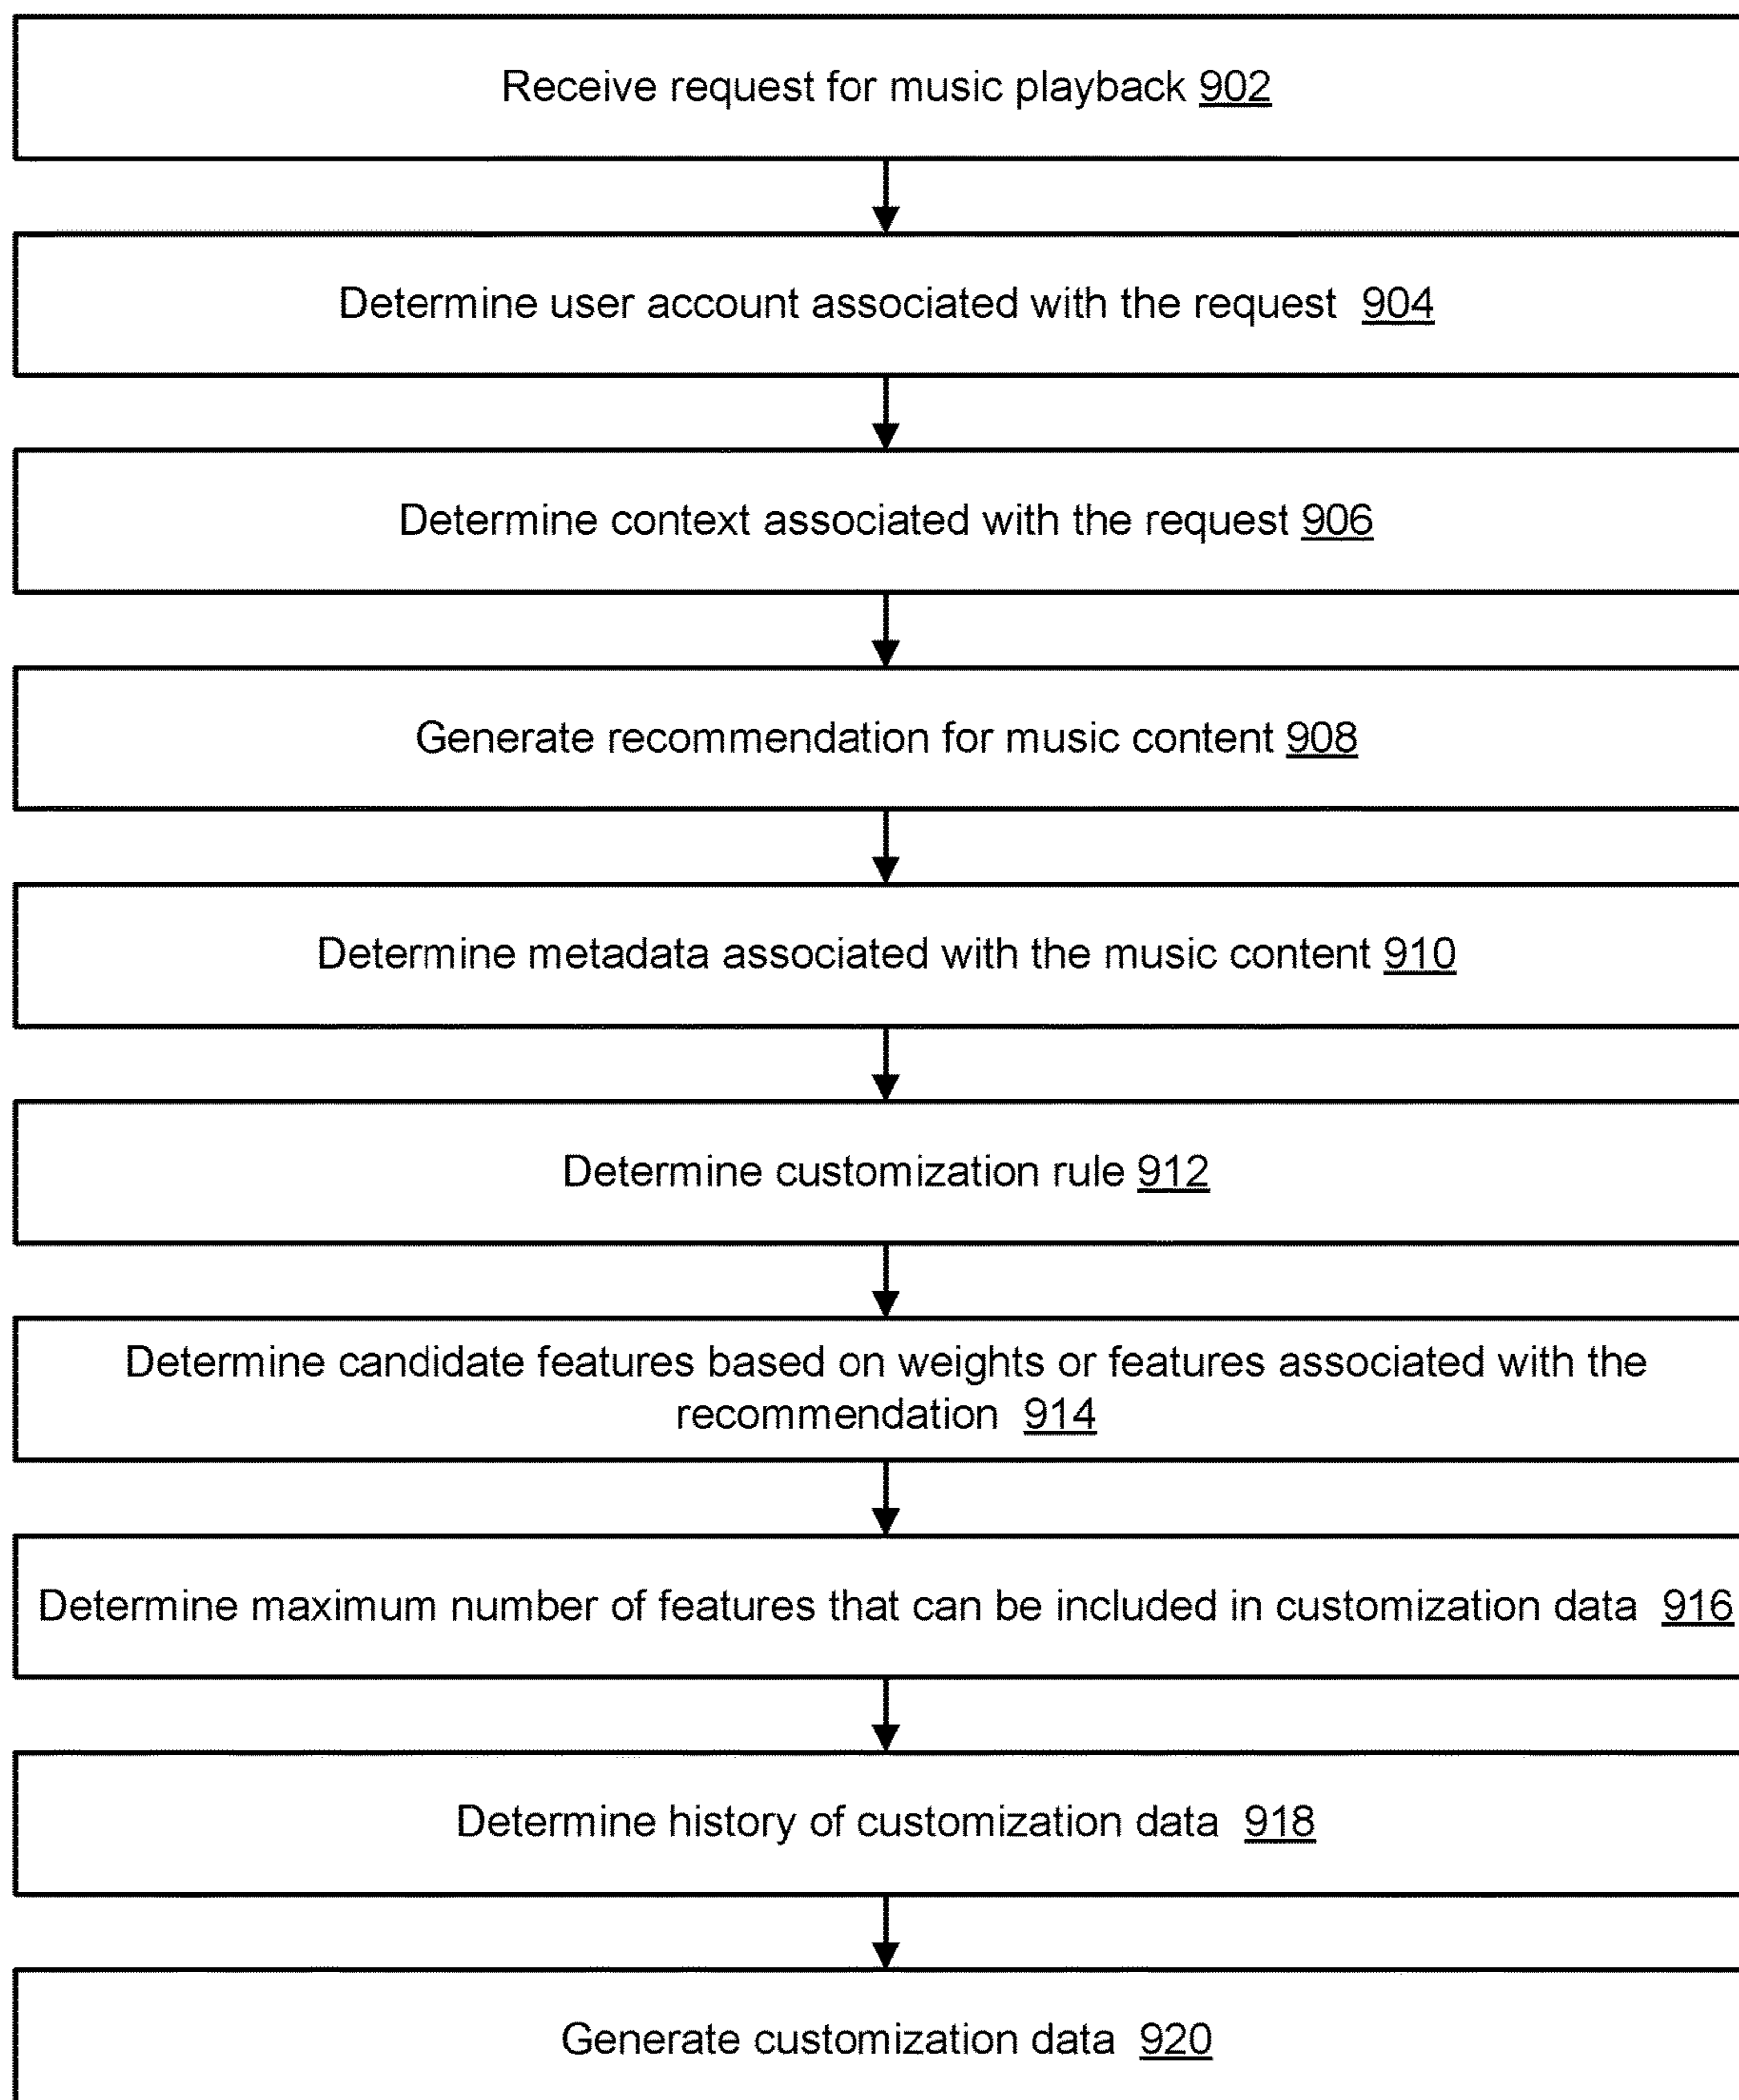 Receive request for music playback 902
Determine user account associated with the request 904
Determine context associated with the request 906
Generate recommendation for music content 908
Determine metadata associated with the music content 910
Determine customization rule 912
Determine candidate features based on weights or features associated with the
recommendation 914
Determine maximum number of features that can be included in customization data 916
Determine history of customization data 918
Generate customization data 920